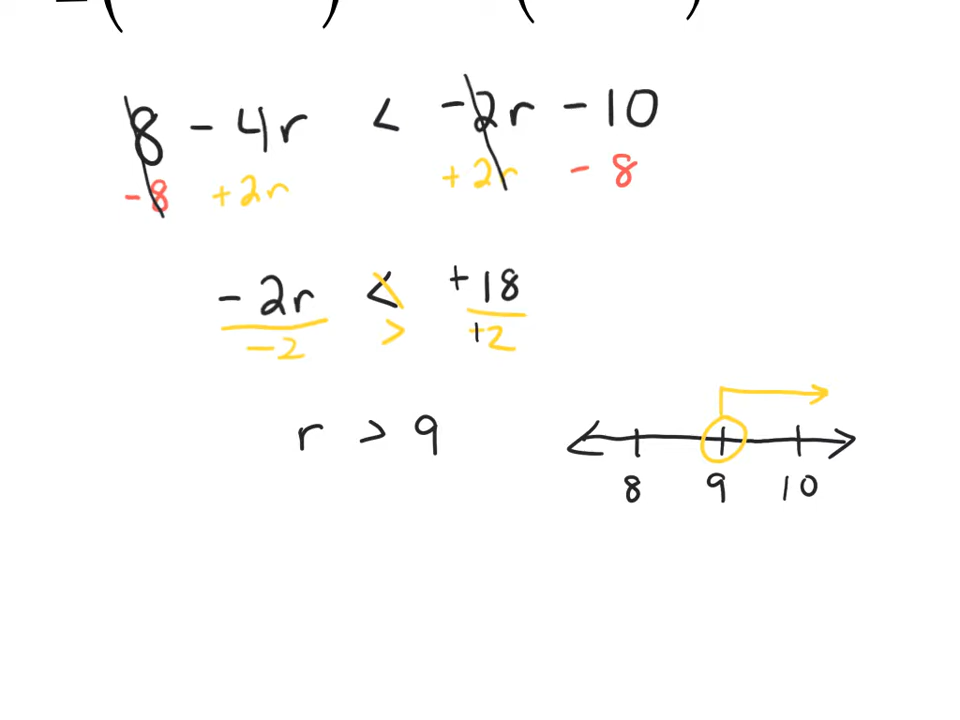 8 - 4r < -2r - 10
-8 +2r +2r - 8
-2r < +18
-2 > +2
r > 9
8 9 10